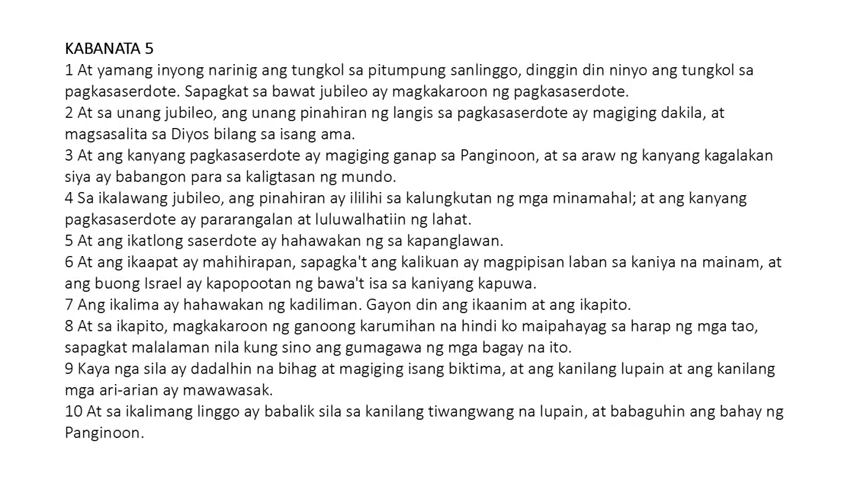 KABANATA 5
1 At yamang inyong narinig ang tungkol sa pitumpung sanlinggo, dinggin din ninyo ang tungkol sa
pagkasaserdote. Sapagkat sa bawat jubileo ay magkakaroon ng pagkasaserdote.
2 At sa unang jubileo, ang unang pinahiran ng langis sa pagkasaserdote ay magiging dakila, at
magsasalita sa Diyos bilang sa isang ama.
3 At ang kanyang pagkasaserdote ay magiging ganap sa Panginoon, at sa araw ng kanyang kagalakan
siya ay babangon para sa kaligtasan ng mundo.
4 Sa ikalawang jubileo, ang pinahiran ay ililihi sa kalungkutan ng mga minamahal; at ang kanyang
pagkasaserdote ay pararangalan at luluwalhatiin ng lahat.
5 At ang ikatlong saserdote ay hahawakan ng sa kapanglawan.
6 At ang ikaapat ay mahihirapan, sapagka't ang kalikuan ay magpipisan laban sa kaniya na mainam, at
ang buong Israel ay kapopootan ng bawa't isa sa kaniyang kapuwa.
7 Ang ikalima ay hahawakan ng kadiliman. Gayon din ang ikaanim at ang ikapito.
8 At sa ikapito, magkakaroon ng ganoong karumihan na hindi ko maipahayag sa harap ng mga tao,
sapagkat malalaman nila kung sino ang gumagawa ng mga bagay na ito.
9 Kaya nga sila ay dadalhin na bihag at magiging isang biktima, at ang kanilang lupain at ang kanilang
mga ari-arian ay mawawasak.
10 At sa ikalimang linggo ay babalik sila sa kanilang tiwangwang na lupain, at babaguhin ang bahay ng
Panginoon.